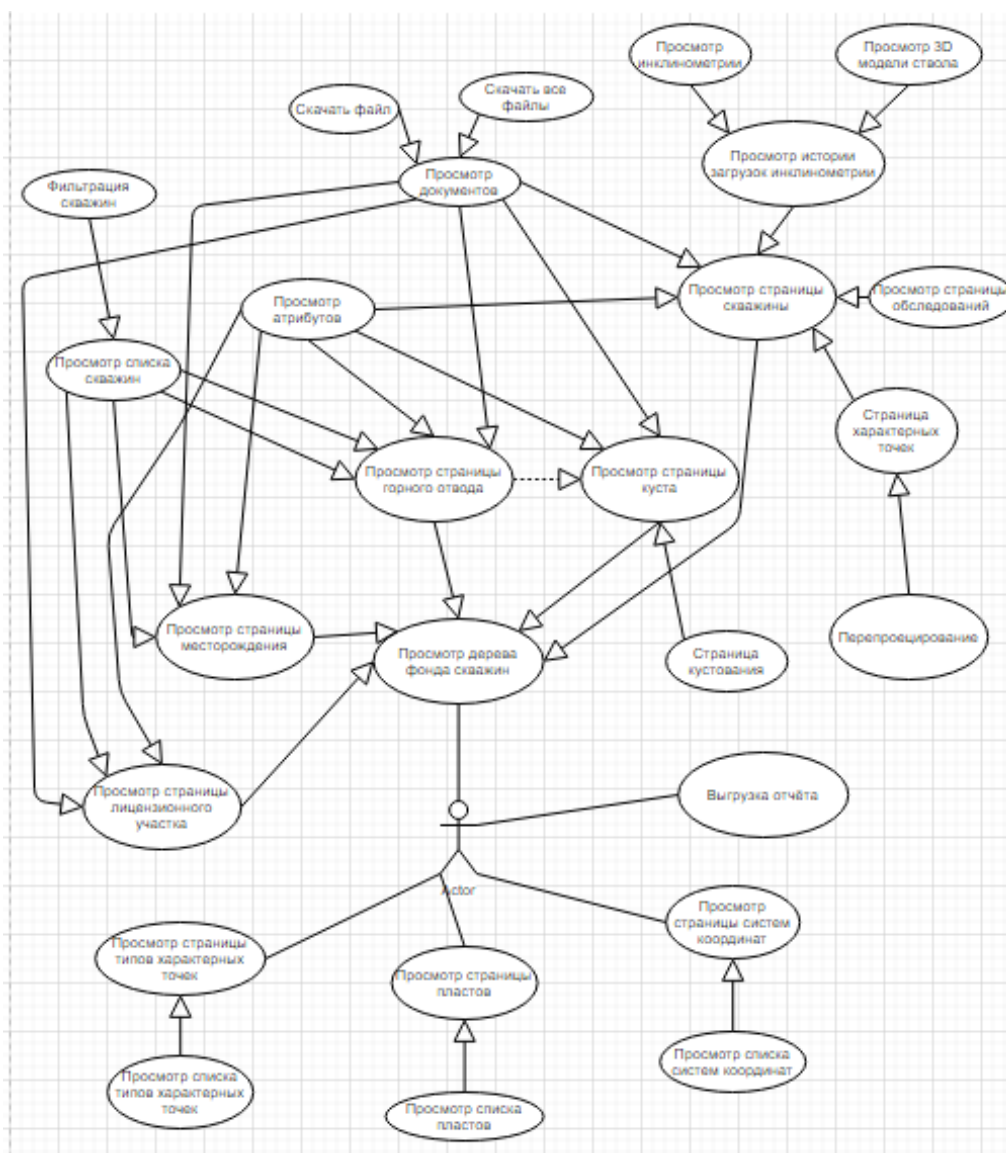 Просмотр
инклинометрии
Просмотр 3D
модели ствола
Скачать файл
Скачать все
файлы
Просмотр истории
загрузок инклинометрии
Просмотр
документов
Фильтрация
скважин
Просмотр страницы
скважины
Просмотр страницы
обследований
Просмотр
атрибутов
Просмотр списка
скважин
Страница
характерных
точек
Просмотр страницы
горного отвода
Просмотр страницы
куста
Просмотр страницы
месторождения
Просмотр дерева
фонда скважин
Страница
кустования
Перепроецирование
Просмотр страницы
лицензионного
участка
Выгрузка отчёта
Actor
Просмотр
страницы систем
координат
Просмотр страницы
типов характерных
точек
Просмотр страницы
пластов
Просмотр списка
систем координат
Просмотр списка
типов характерных
точек
Просмотр списка
пластов